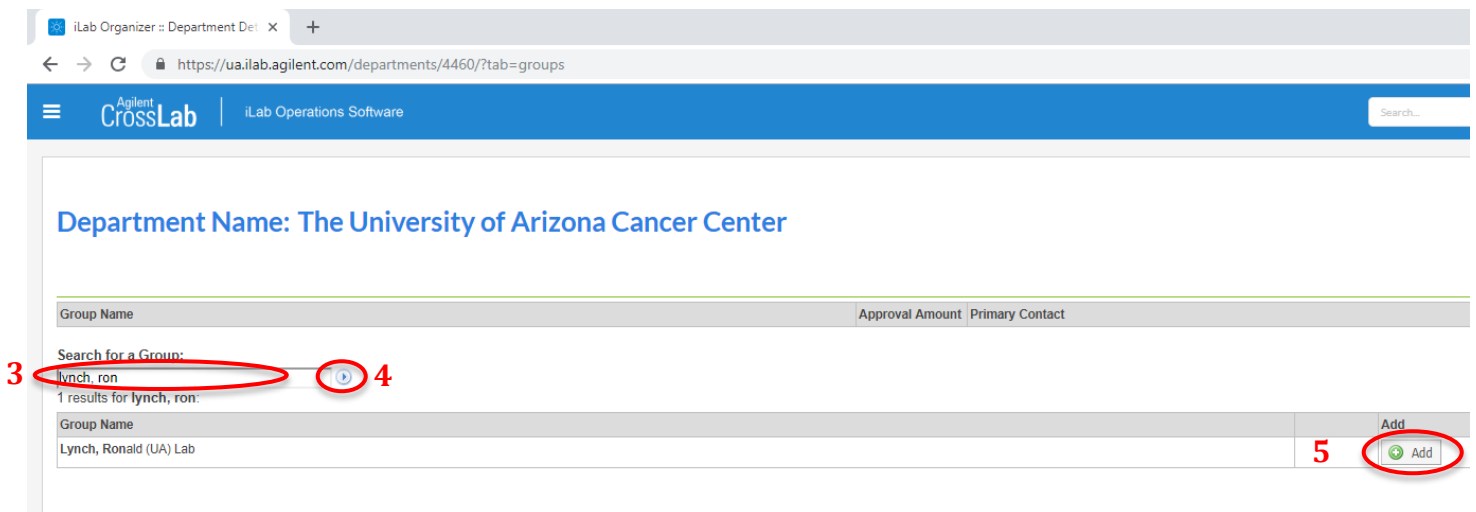 iLab Organizer :: Department Det
https://ua.ilab.agilent.com/departments/4460/?tab=groups
Agilent
CrossLab
iLab Operations Software
Search...
Department Name: The University of Arizona Cancer Center
Group Name Approval Amount Primary Contact
Search for a Group:
3 lynch, ron 4
1 results for lynch, ron:
Group Name Add
Lynch, Ronald (UA) Lab 5 Add